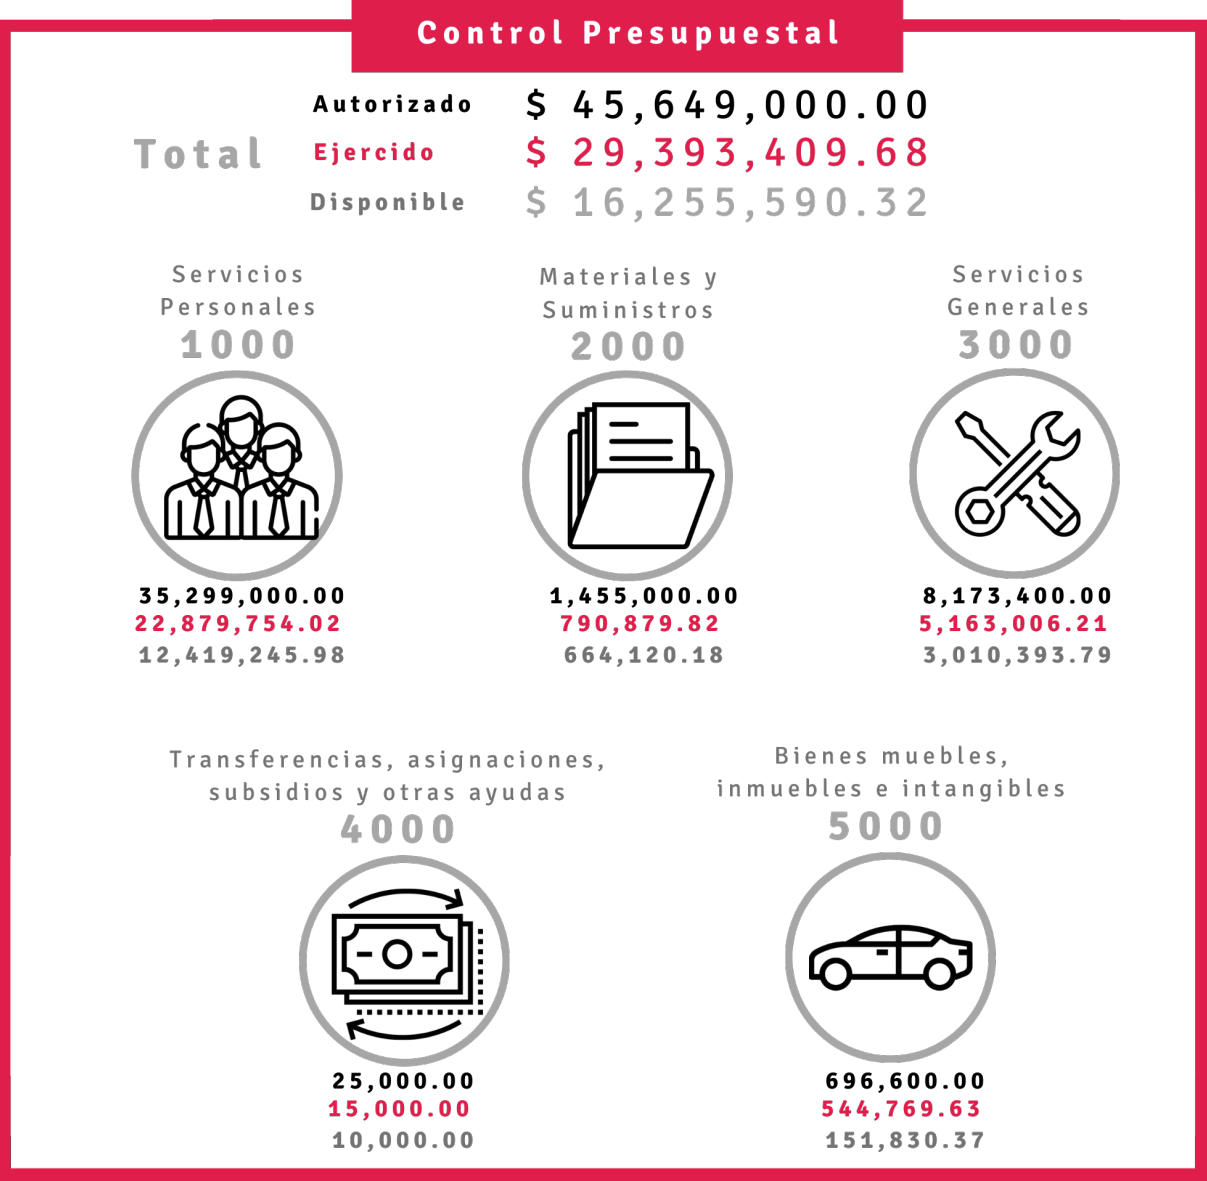 Control Presupuestal
Autorizado $ 45,649,000.00
Total Ejercido $ 29,393,409.68
Disponible $ 16,255,590.32
Servicios
Personales
1000
35,299,000.00
22,879,754.02
12,419,245.98
Materiales y
Suministros
2000
1,455,000.00
790,879.82
664,120.18
Servicios
Generales
3000
8,173,400.00
5,163,006.21
3,010,393.79
Transferencias, asignaciones,
subsidios y otras ayudas
4000
25,000.00
15,000.00
10,000.00
Bienes muebles,
inmuebles e intangibles
5000
696,600.00
544,769.63
151,830.37